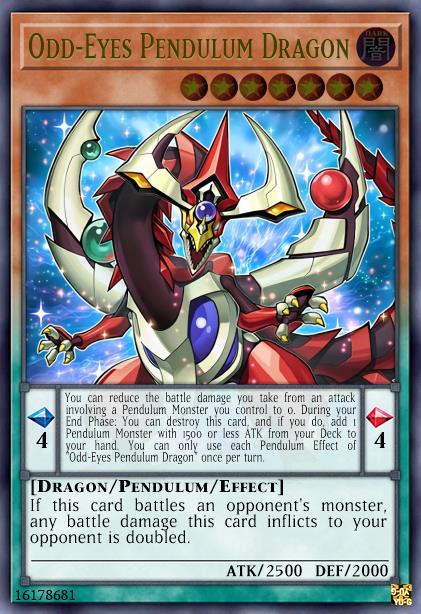 ODD-EYES PENDULUM DRAGON
DARK
闇
You can reduce the battle damage you take from an attack
involving a Pendulum Monster you control to 0. During your
End Phase: You can destroy this card, and if you do, add 1
Pendulum Monster with 1500 or less ATK from your Deck to
your hand. You can only use each Pendulum Effect of
"Odd-Eyes Pendulum Dragon" once per turn.
4
4
[DRAGON/PENDULUM/EFFECT]
If this card battles an opponent's monster,
any battle damage this card inflicts to your
opponent is doubled.
ATK/2500 DEF/2000
16178681